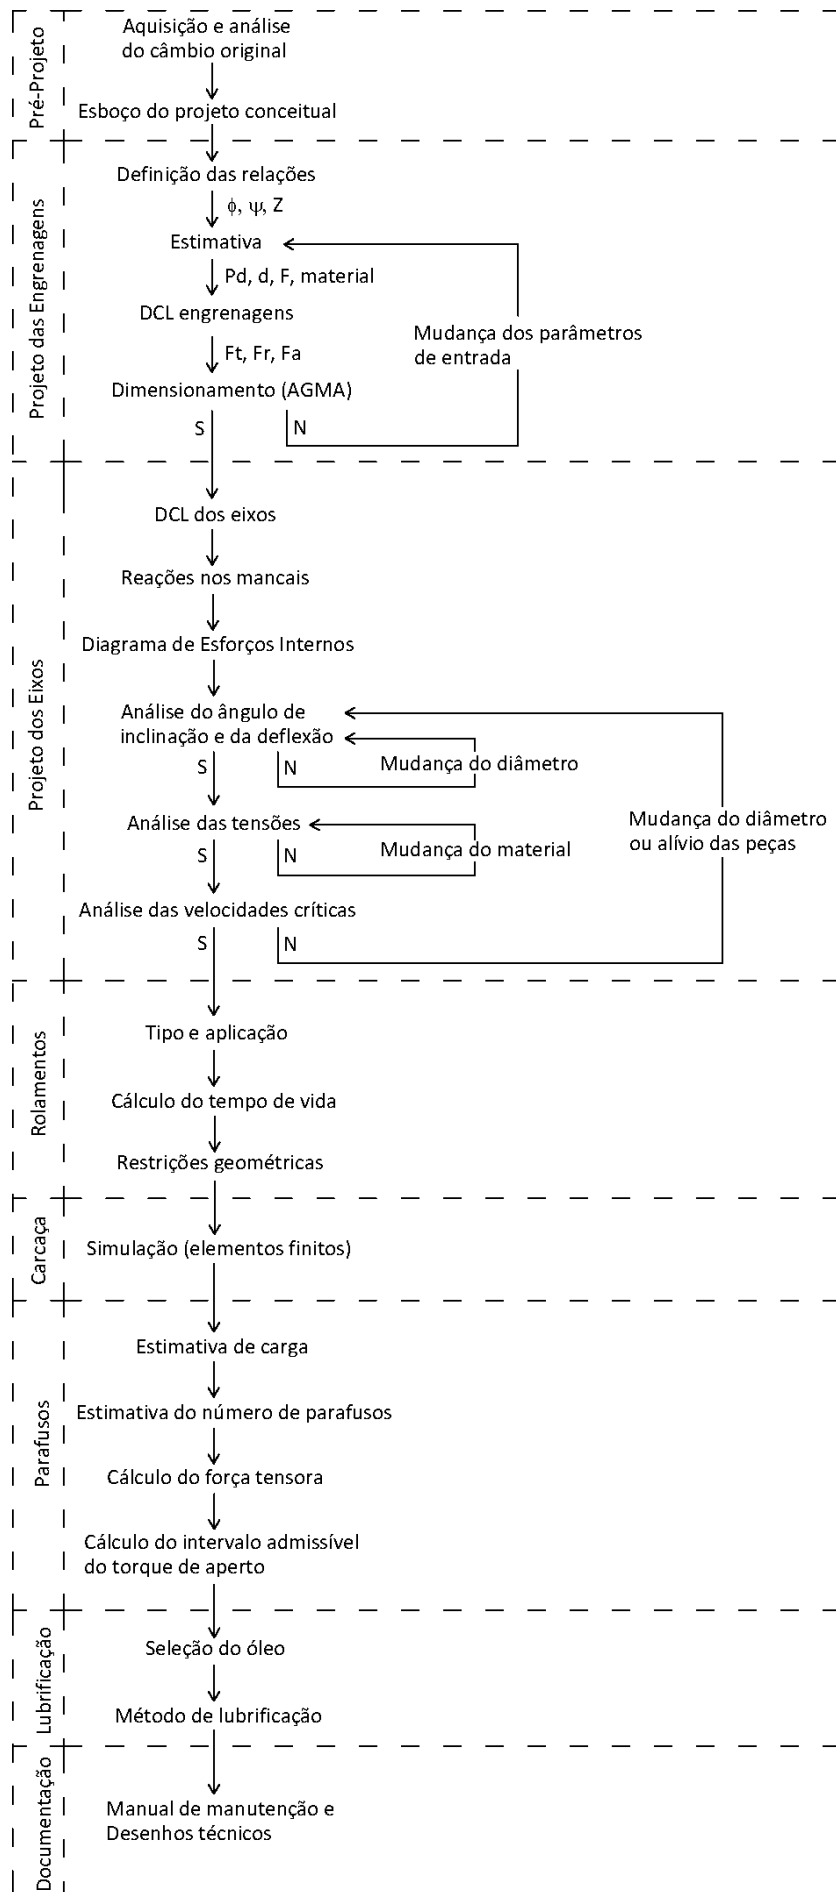 Pré-Projeto
Aquisição e análise
do câmbio original
Esboço do projeto conceitual
Projeto das Engrenagens
Definição das relações
ϕ, ψ, Z
Estimativa
Pd, d, F, material
DCL engrenagens
Mudança dos parâmetros
de entrada
Ft, Fr, Fa
Dimensionamento (AGMA)
S
N
Projeto dos Eixos
DCL dos eixos
Reações nos mancais
Diagrama de Esforços Internos
Análise do ângulo de
inclinação e da deflexão
S
N
Mudança do diâmetro
Análise das tensões
Mudança do diâmetro
ou alívio das peças
S
N
Mudança do material
Análise das velocidades críticas
S
N
Rolamentos
Tipo e aplicação
Cálculo do tempo de vida
Restrições geométricas
Carcaça
Simulação (elementos finitos)
Parafusos
Estimativa de carga
Estimativa do número de parafusos
Cálculo do força tensora
Cálculo do intervalo admissível
do torque de aperto
Lubrificação
Seleção do óleo
Método de lubrificação
Documentação
Manual de manutenção e
Desenhos técnicos